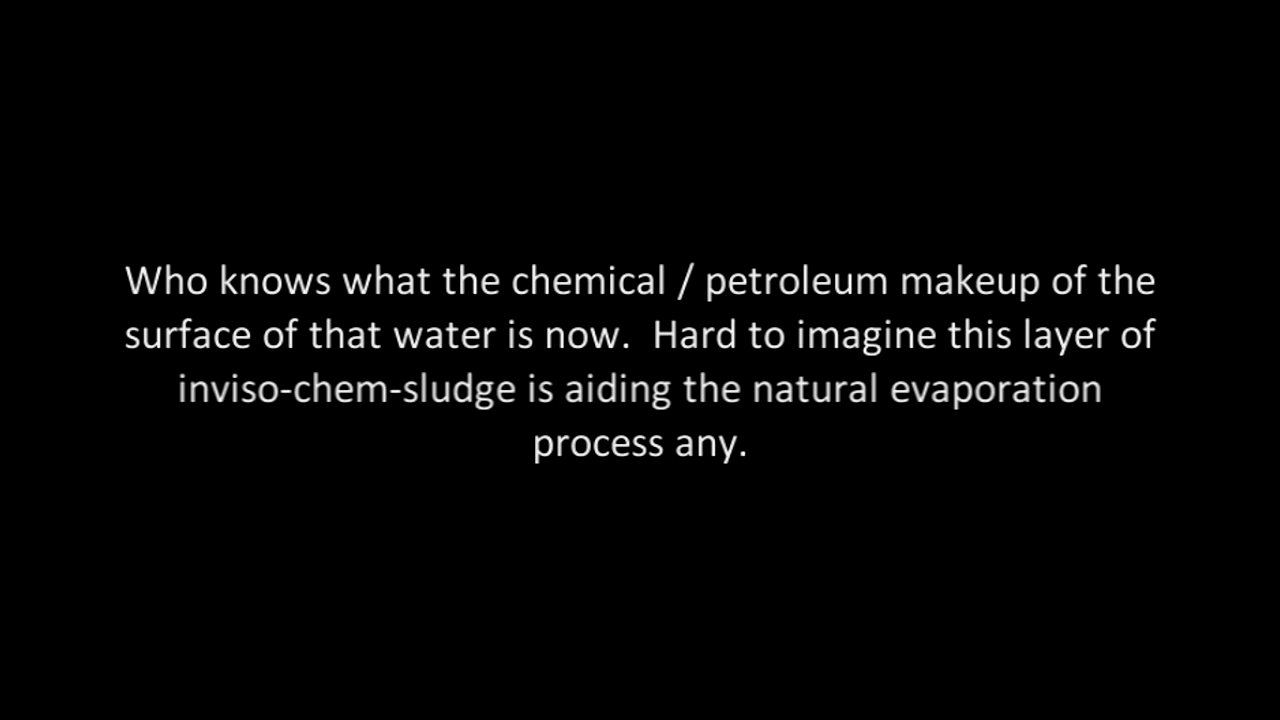 Who knows what the chemical / petroleum makeup of the
surface of that water is now.  Hard to imagine this layer of
inviso-chem-sludge is aiding the natural evaporation
process any.